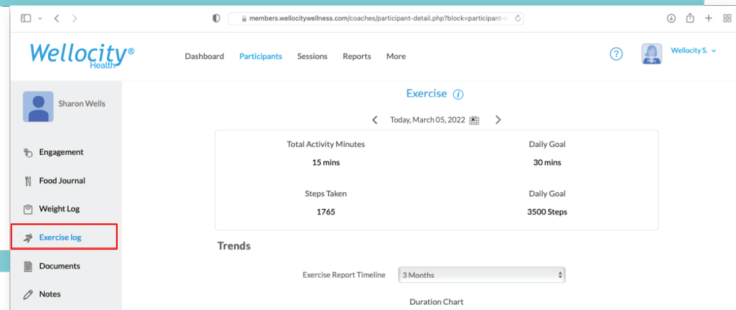 members.wellocitywellness.com/coaches/participant-detail.php?block=participant-
Wellocity®
Health
Dashboard Participants Sessions Reports More
Wellocity S.
Sharon Wells
Engagement
Food Journal
Weight Log
Exercise log
Documents
Notes
Exercise
Today, March 05, 2022
Total Activity Minutes Daily Goal
15 mins 30 mins
Steps Taken Daily Goal
1765 3500 Steps
Trends
Exercise Report Timeline 3 Months
Duration Chart